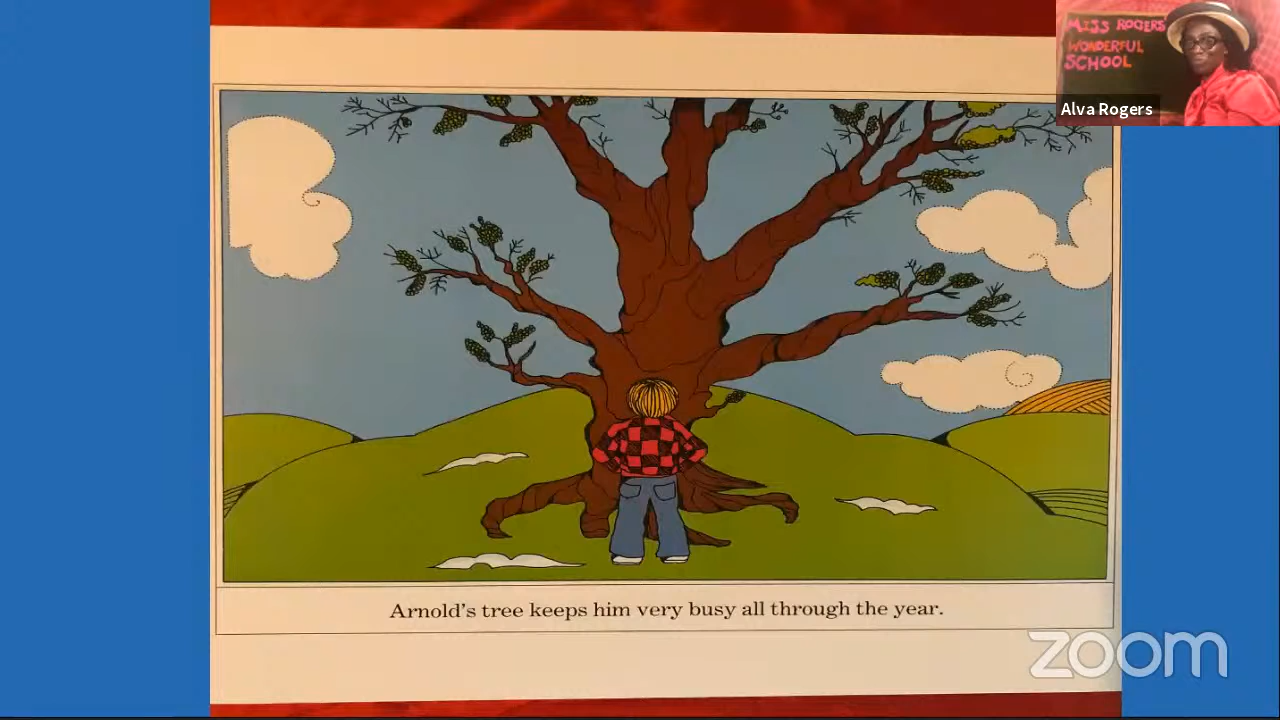 MISS ROGERS
WONDERFUL
SCHOOL
Alva Rogers
Arnold's tree keeps him very busy all through the year.
zoom